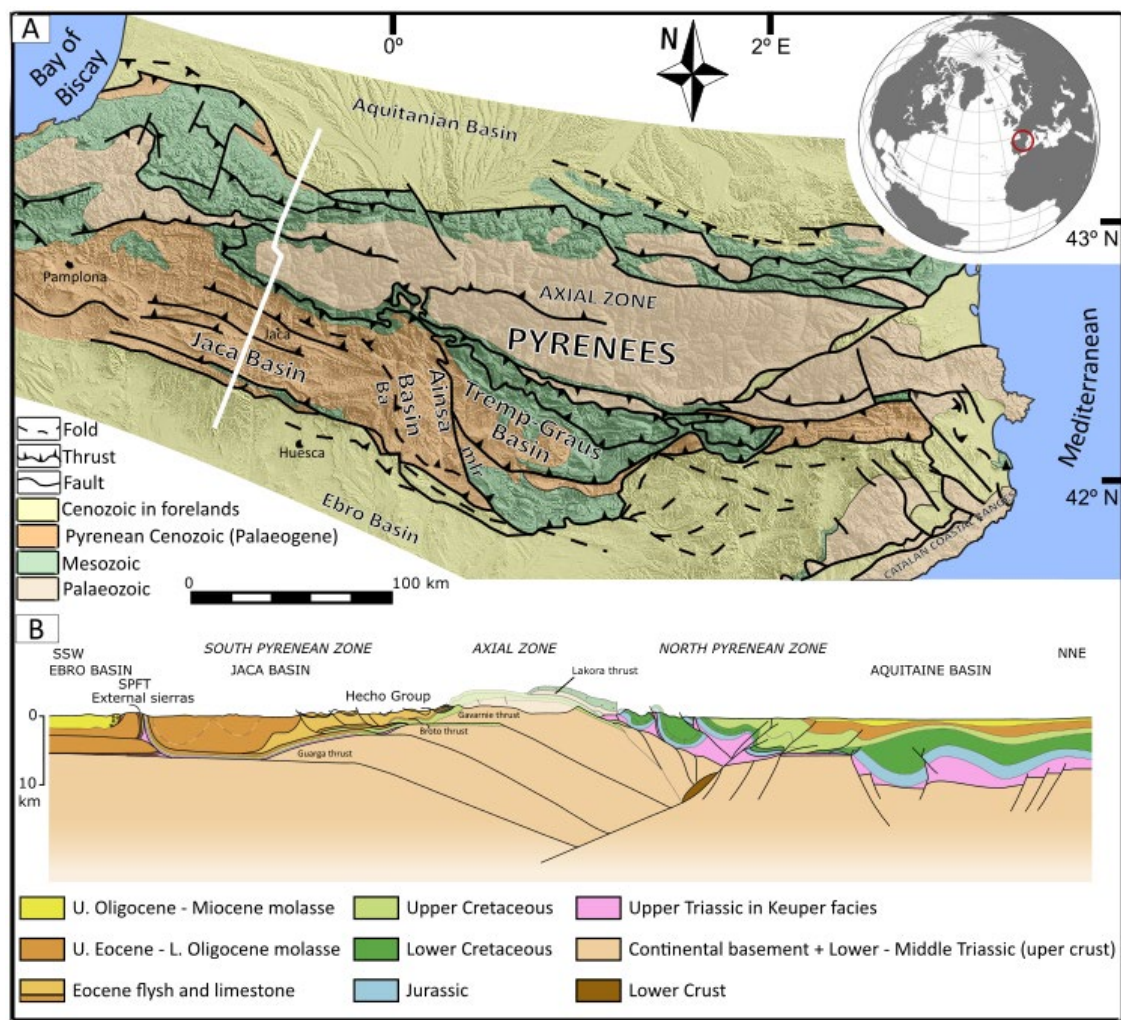 A
Bay of
Biscay
0º
N
2º E
Aquitanian Basin
43º N
Pamplona
AXIAL ZONE
PYRENEES
Jaca
Jaca Basin
Ba
Basin
Ainsa
Tremp-Graus
Basin
mlr
Mediterranean
Huesca
Ebro Basin
42º N
CATALAN COASTAL RANGES
Fold
Thrust
Fault
Cenozoic in forelands
Pyrenean Cenozoic (Palaeogene)
Mesozoic
Palaeozoic
0 100 km
B
SSW
SOUTH PYRENEAN ZONE AXIAL ZONE NORTH PYRENEAN ZONE
NNE
EBRO BASIN JACA BASIN AQUITAINE BASIN
Lakora thrust
SPFT
External sierras
Hecho Group
0
Gavarnie thrust
Broto thrust
Guarga thrust
10
km
U. Oligocene - Miocene molasse
Upper Cretaceous
Upper Triassic in Keuper facies
U. Eocene - L. Oligocene molasse
Lower Cretaceous
Continental basement + Lower - Middle Triassic (uper crust)
Eocene flysh and limestone
Jurassic
Lower Crust